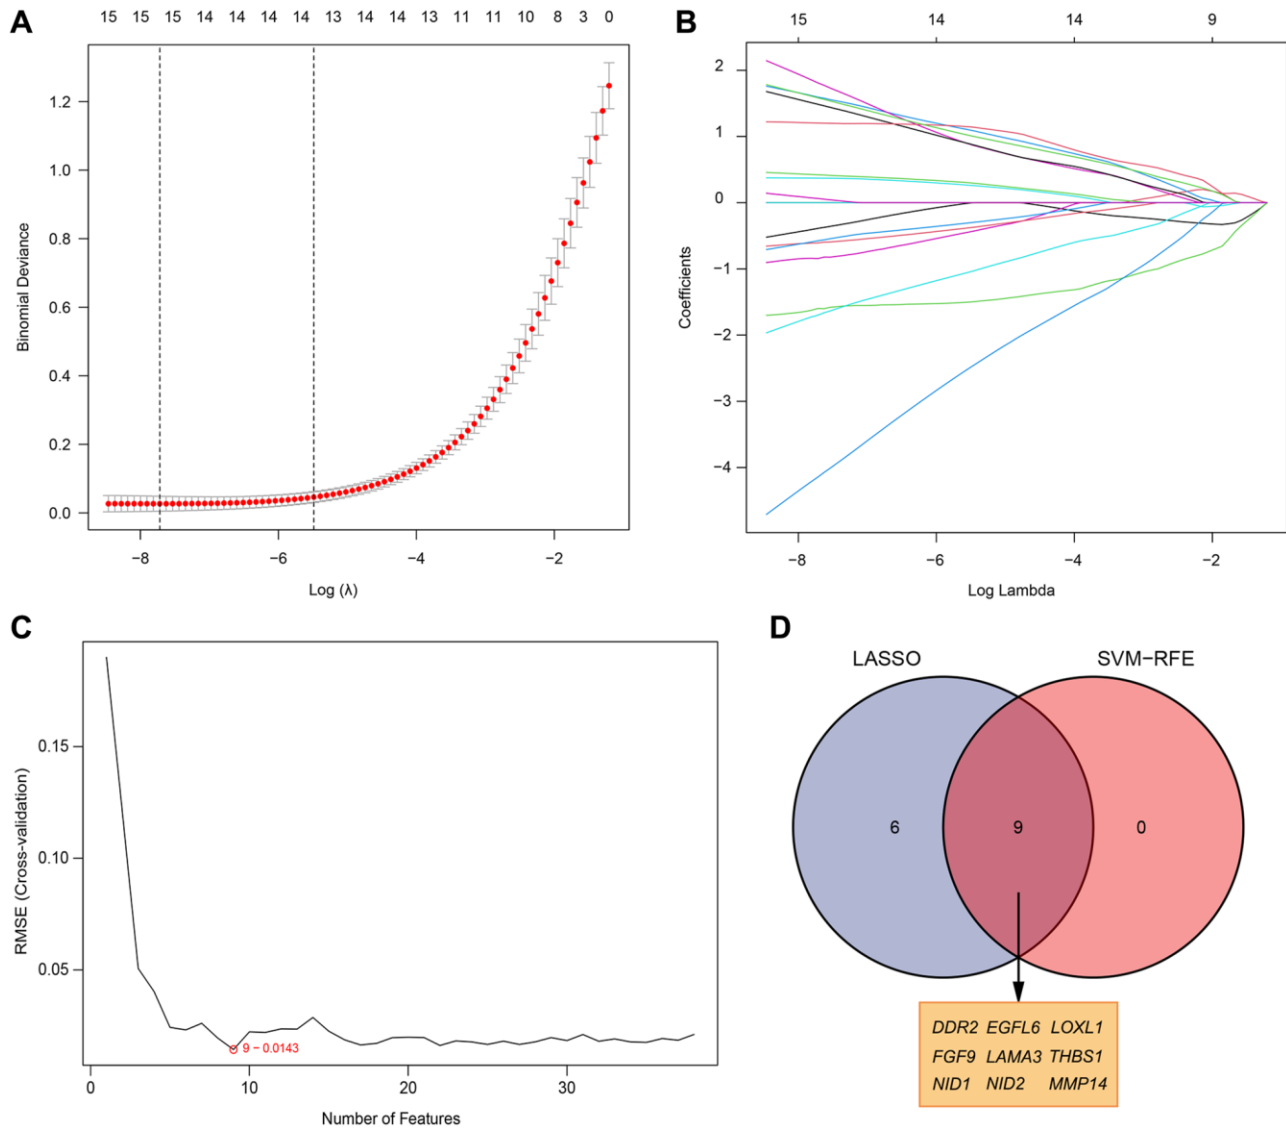 A
15 15 15 14 14 14 13 14 14 13 11 11 10 8 3 0
1.2
1.0
0.8
0.6
0.4
0.2
0.0
Binomial Deviance
−8 −6 −4 −2
Log (λ)
B
15 14 14 9
2
1
0
−1
−2
−3
−4
Coefficients
−8 −6 −4 −2
Log Lambda
C
0.15
0.10
0.05
RMSE (Cross−validation)
9 − 0.0143
0 10 20 30
Number of Features
D
LASSO SVM−RFE
6 9 0
DDR2 EGFL6 LOXL1
FGF9 LAMA3 THBS1
NID1 NID2 MMP14